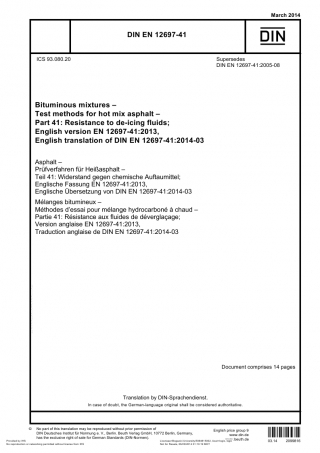 March 2014
DIN EN 12697-41
DIN
ICS 93.080.20
Supersedes
DIN EN 12697-41:2005-08
Bituminous mixtures –
Test methods for hot mix asphalt –
Part 41: Resistance to de-icing fluids;
English version EN 12697-41:2013,
English translation of DIN EN 12697-41:2014-03
Asphalt –
Prüfverfahren für Heißasphalt –
Teil 41: Widerstand gegen chemische Auftaumittel;
Englische Fassung EN 12697-41:2013,
Englische Übersetzung von DIN EN 12697-41:2014-03
Mélanges bitumineux –
Méthodes d'essai pour mélange hydrocarboné à chaud –
Partie 41: Résistance aux fluides de déverglaçage;
Version anglaise EN 12697-41:2013,
Traduction anglaise de DIN EN 12697-41:2014-03
Document comprises 14 pages
Translation by DIN-Sprachendienst.
In case of doubt, the German-language original shall be considered authoritative.
© No part of this translation may be reproduced without prior permission of
DIN Deutsches Institut für Normung e. V., Berlin. Beuth Verlag GmbH, 10772 Berlin, Germany,
has the exclusive right of sale for German Standards (DIN-Normen).
English price group 9
www.din.de
www.beuth.de